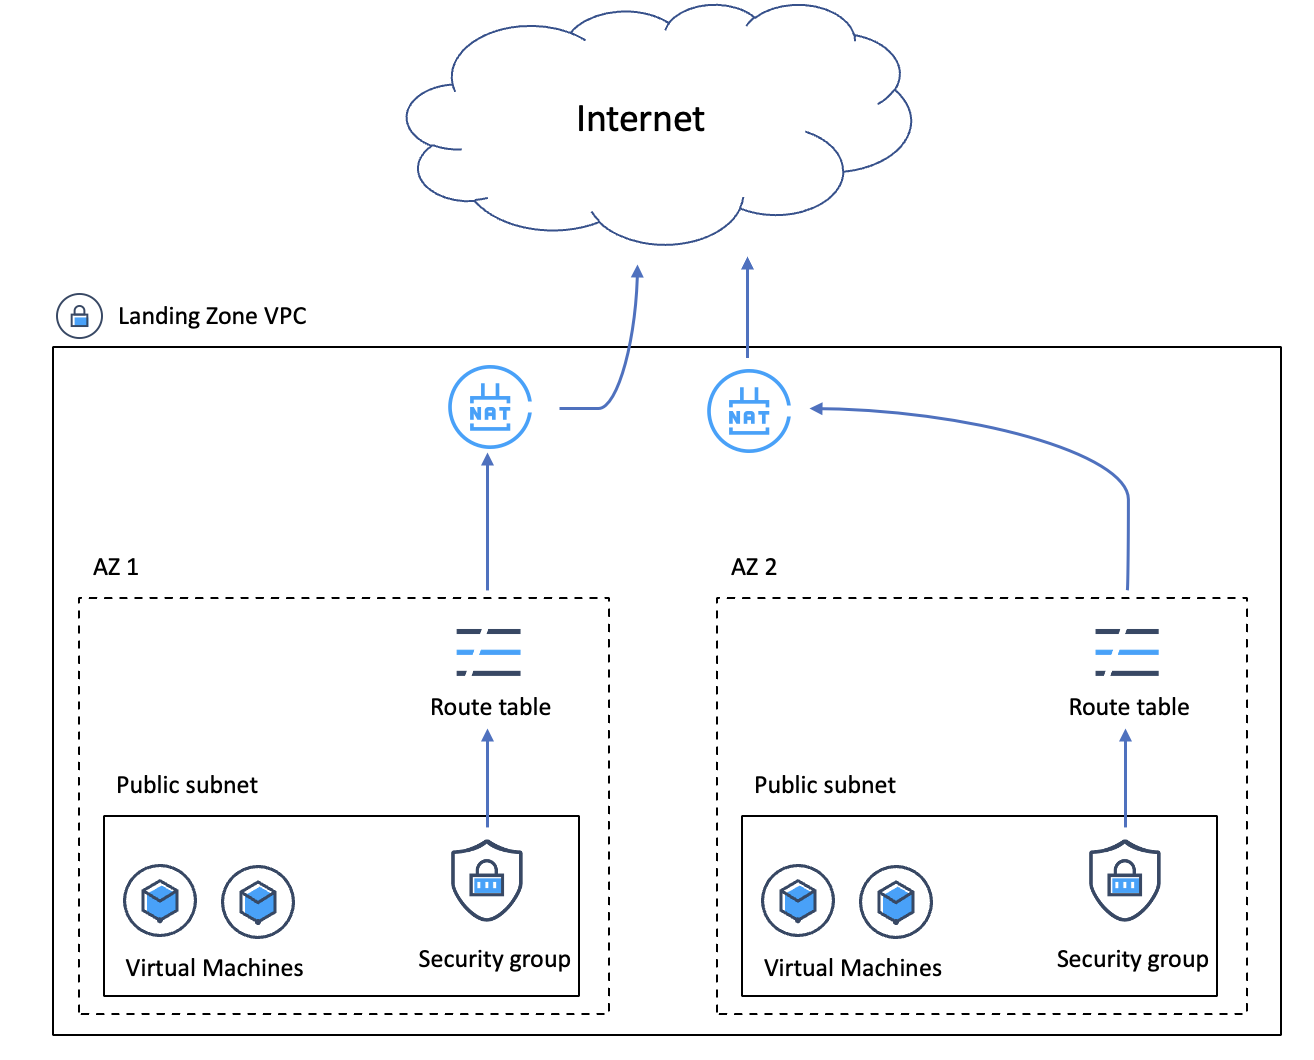 Internet
Landing Zone VPC
NAT
NAT
AZ 1
AZ 2
Route table
Route table
Public subnet
Public subnet
Virtual Machines
Security group
Virtual Machines
Security group